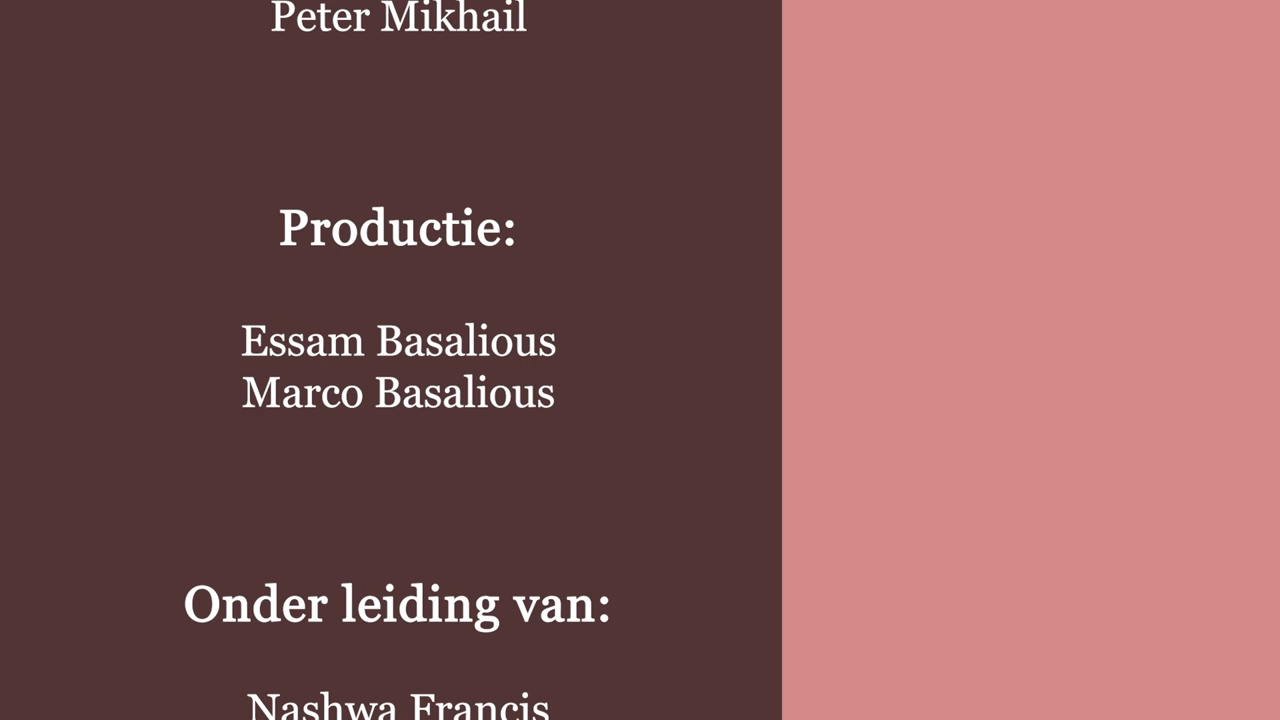 Peter Mikhail
Productie:
Essam Basalious
Marco Basalious
Onder leiding van:
Nashwa Francis